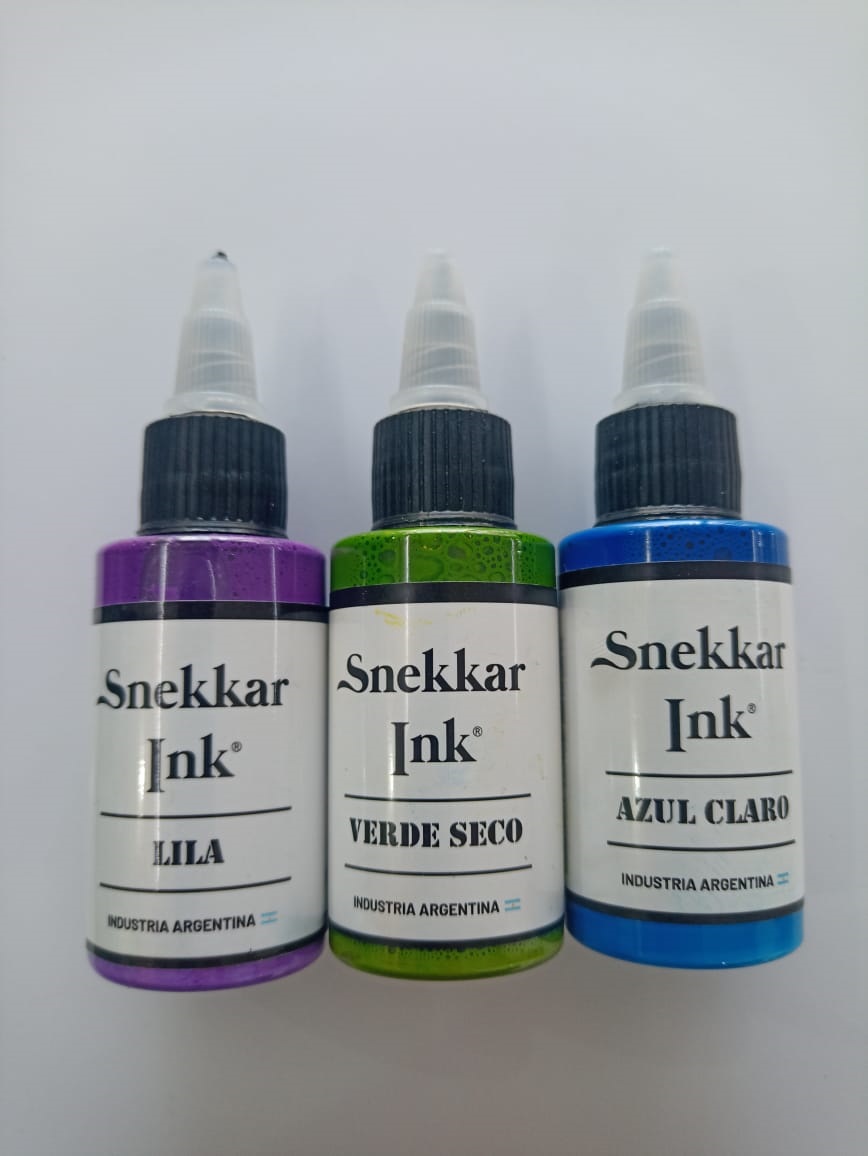 Snekkar
Ink®
LILA
INDUSTRIA ARGENTINA
Snekkar
Ink®
VERDE SECO
INDUSTRIA ARGENTINA
Snekkar
Ink®
AZUL CLARO
INDUSTRIA ARGENTINA